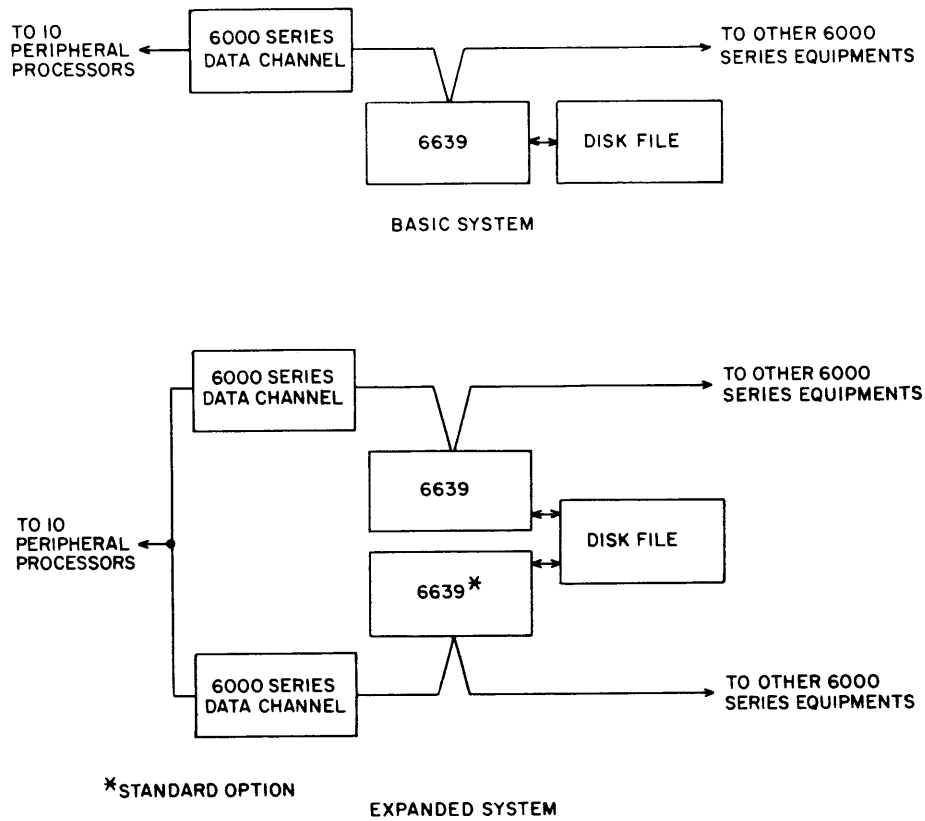 TO 10
PERIPHERAL
PROCESSORS
6000 SERIES
DATA CHANNEL
TO OTHER 6000
SERIES EQUIPMENTS
6639
DISK FILE
BASIC SYSTEM
6000 SERIES
DATA CHANNEL
TO OTHER 6000
SERIES EQUIPMENTS
6639
TO 10
PERIPHERAL
PROCESSORS
DISK FILE
6639*
6000 SERIES
DATA CHANNEL
TO OTHER 6000
SERIES EQUIPMENTS
*STANDARD OPTION
EXPANDED SYSTEM